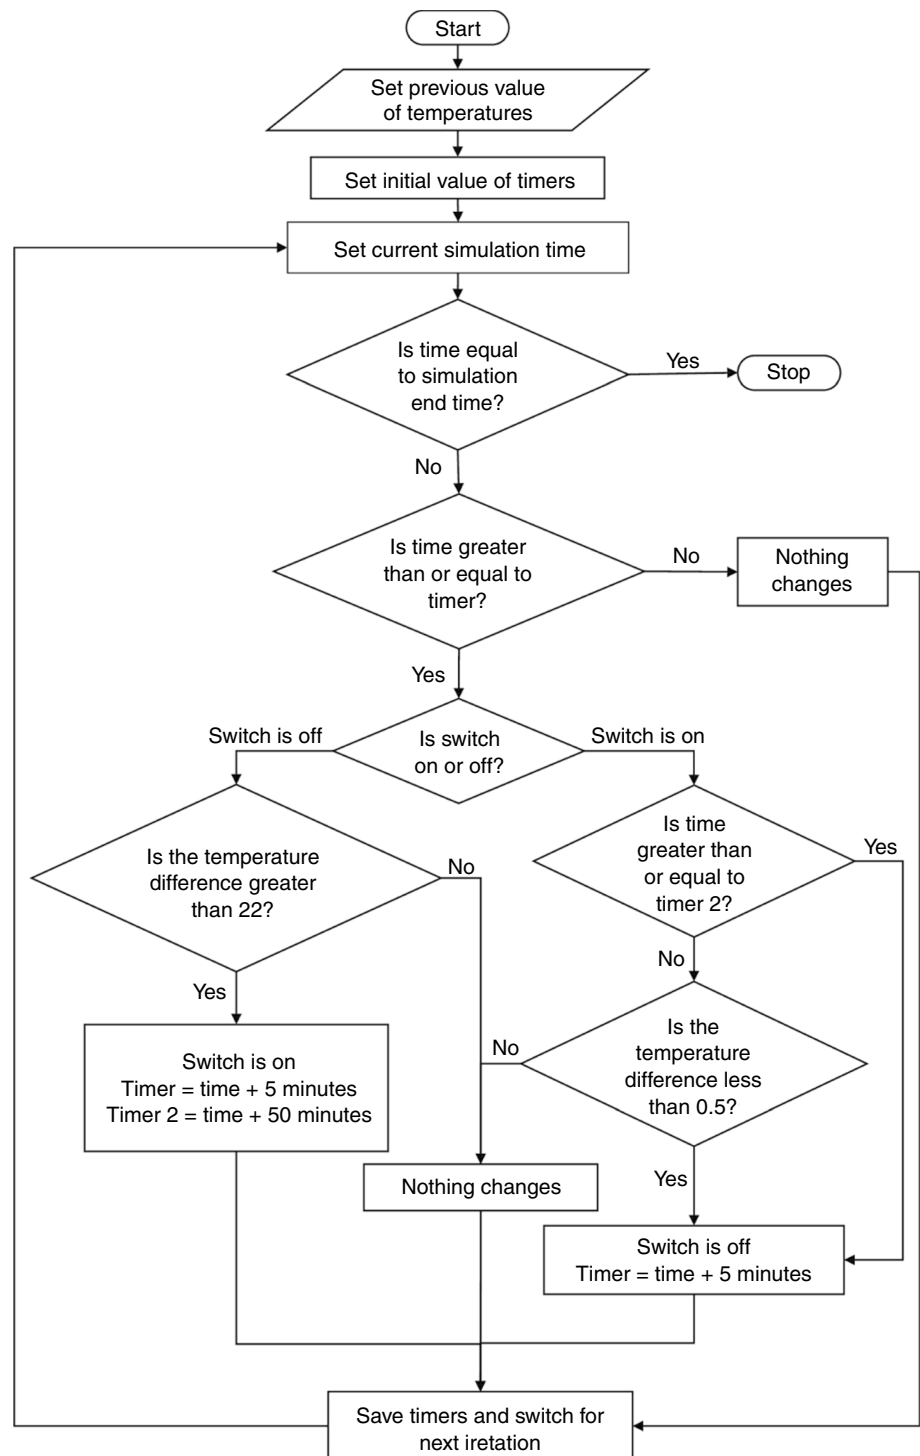 Start
Set previous value
of temperatures
Set initial value of timers
Set current simulation time
Is time equal
to simulation
end time?
Yes
Stop
No
Is time greater
than or equal to
timer?
No
Nothing
changes
Yes
Switch is off
Is switch
on or off?
Switch is on
Is the temperature
difference greater
than 22?
No
Is time
greater than
or equal to
timer 2?
Yes
Yes
No
Switch is on
Timer = time + 5 minutes
Timer 2 = time + 50 minutes
No
Is the
temperature
difference less
than 0.5?
Nothing changes
Yes
Switch is off
Timer = time + 5 minutes
Save timers and switch for
next iretation